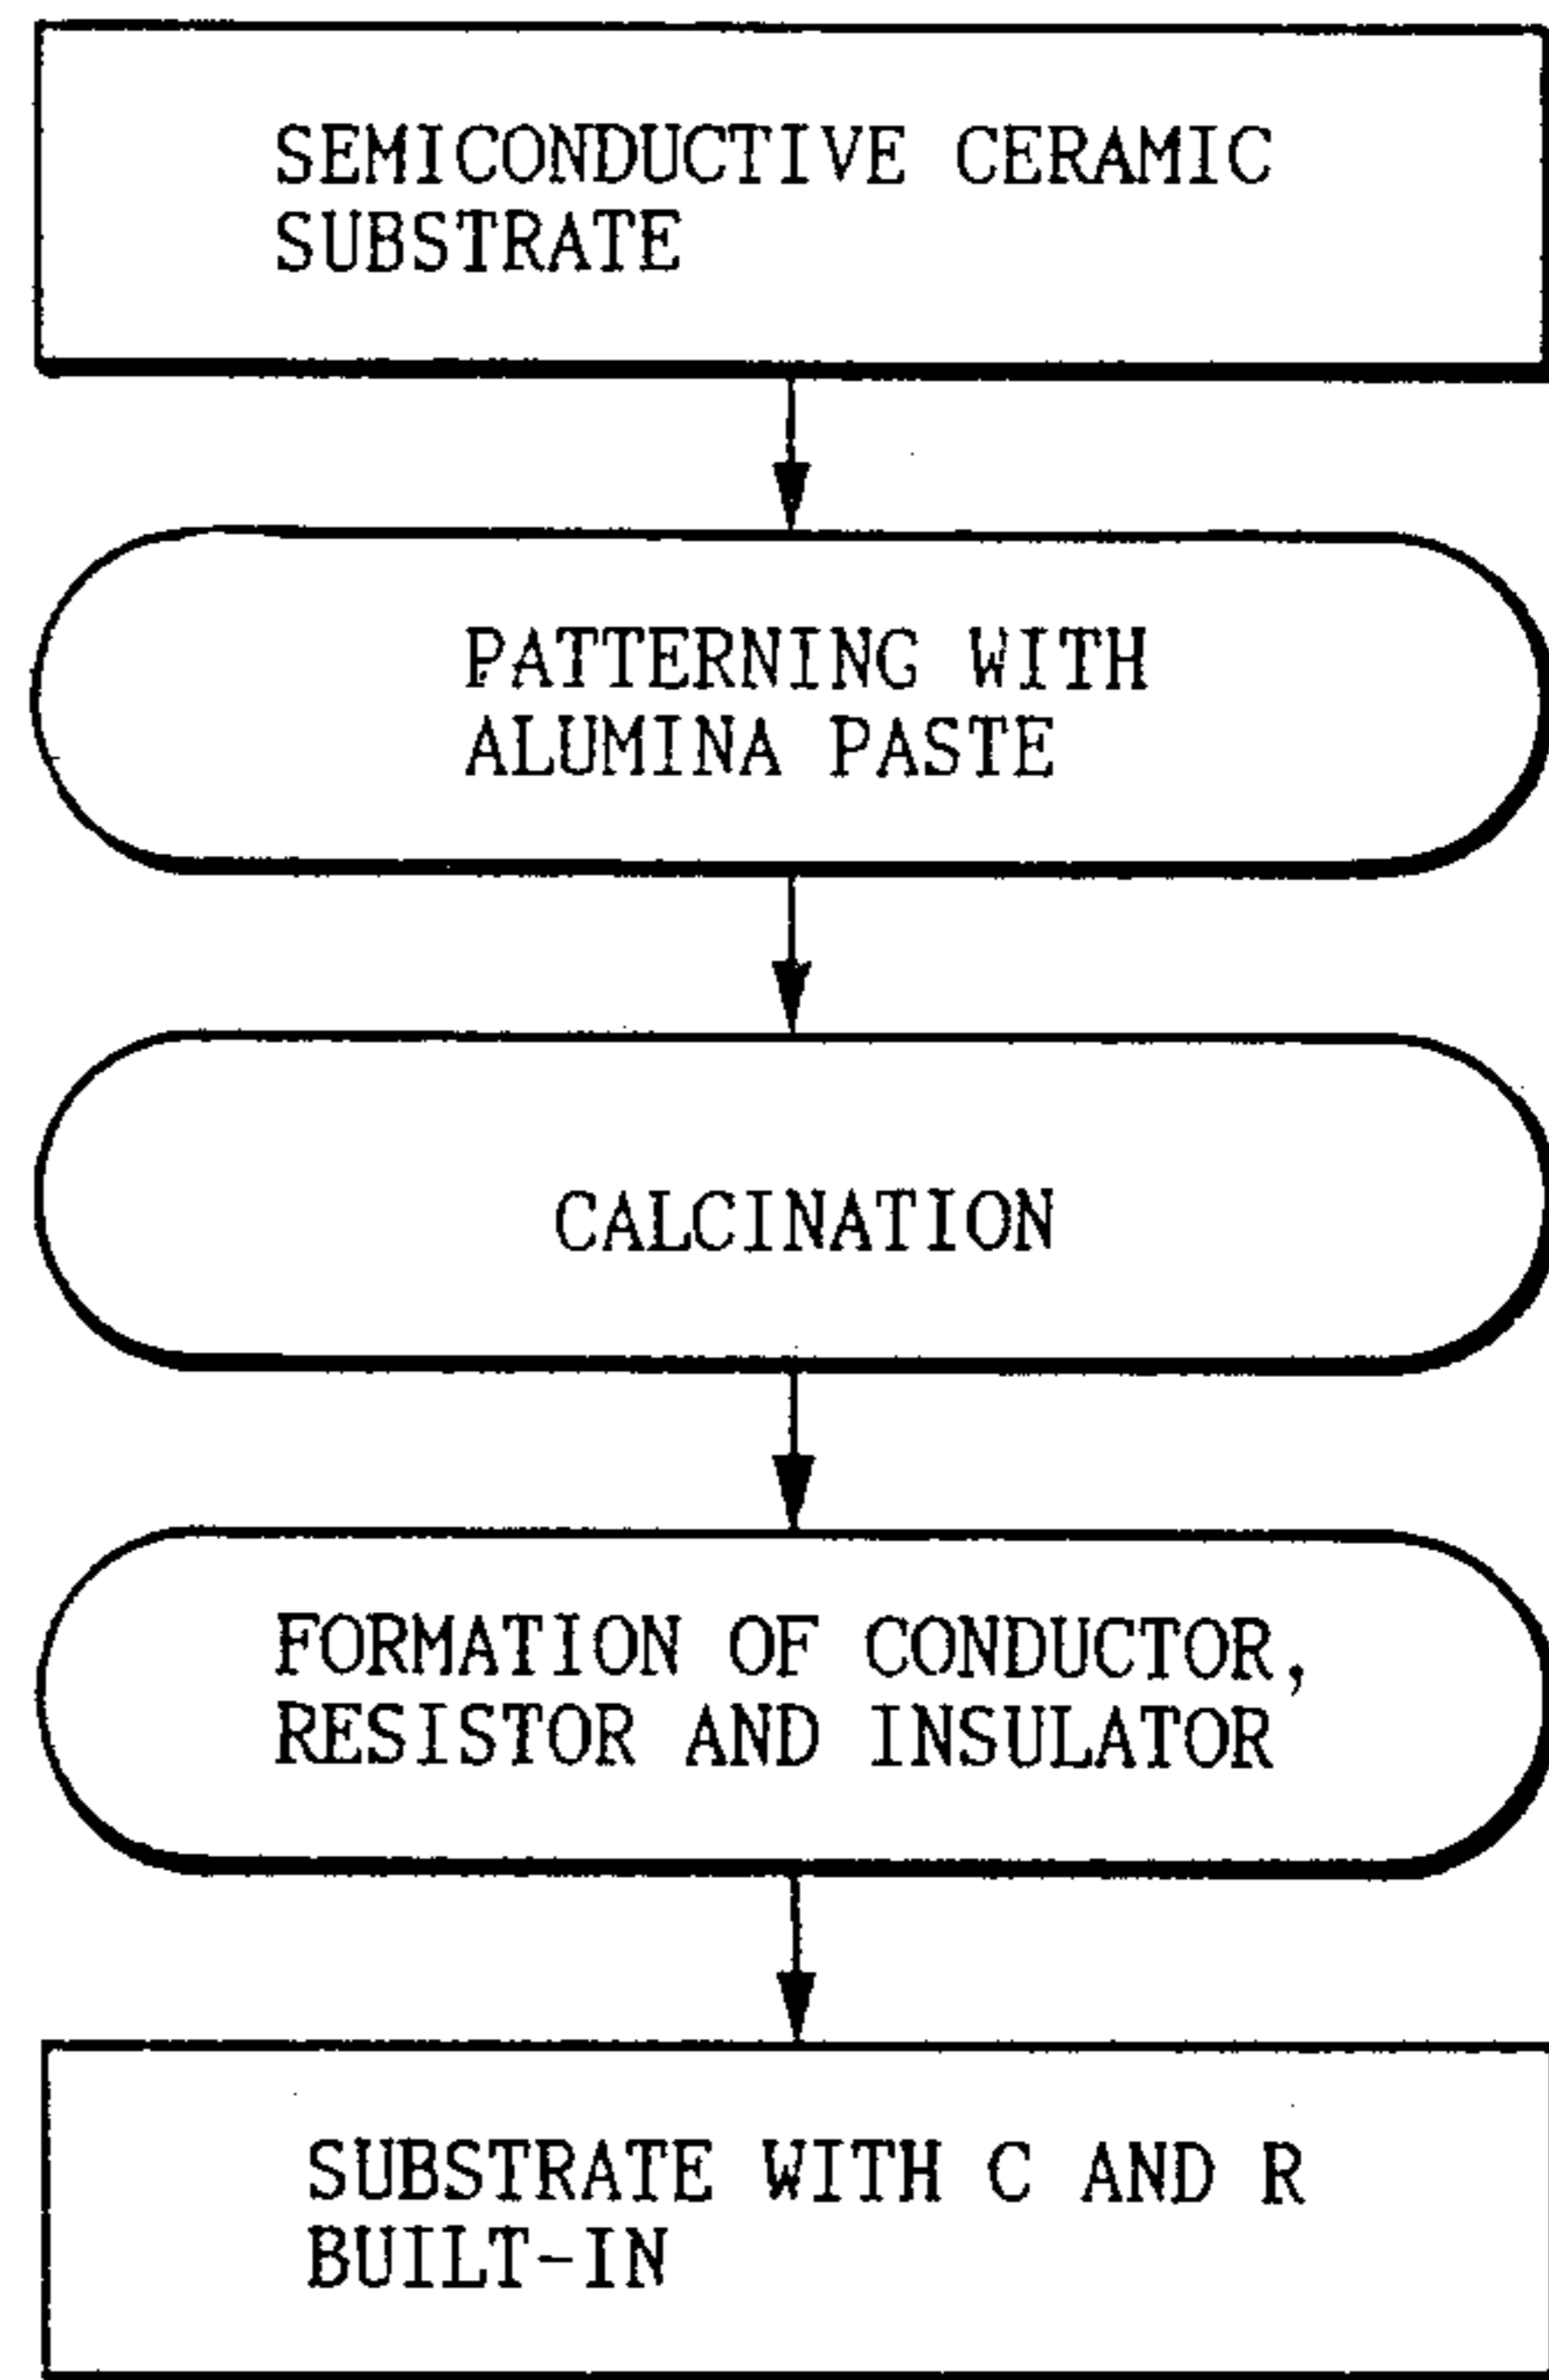 SEMICONDUCTIVE CERAMIC
SUBSTRATE
PATTERNING WITH
ALUMINA PASTE
CALCINATION
FORMATION OF CONDUCTOR,
RESISTOR AND INSULATOR
SUBSTRATE WITH C AND R
BUILT-IN